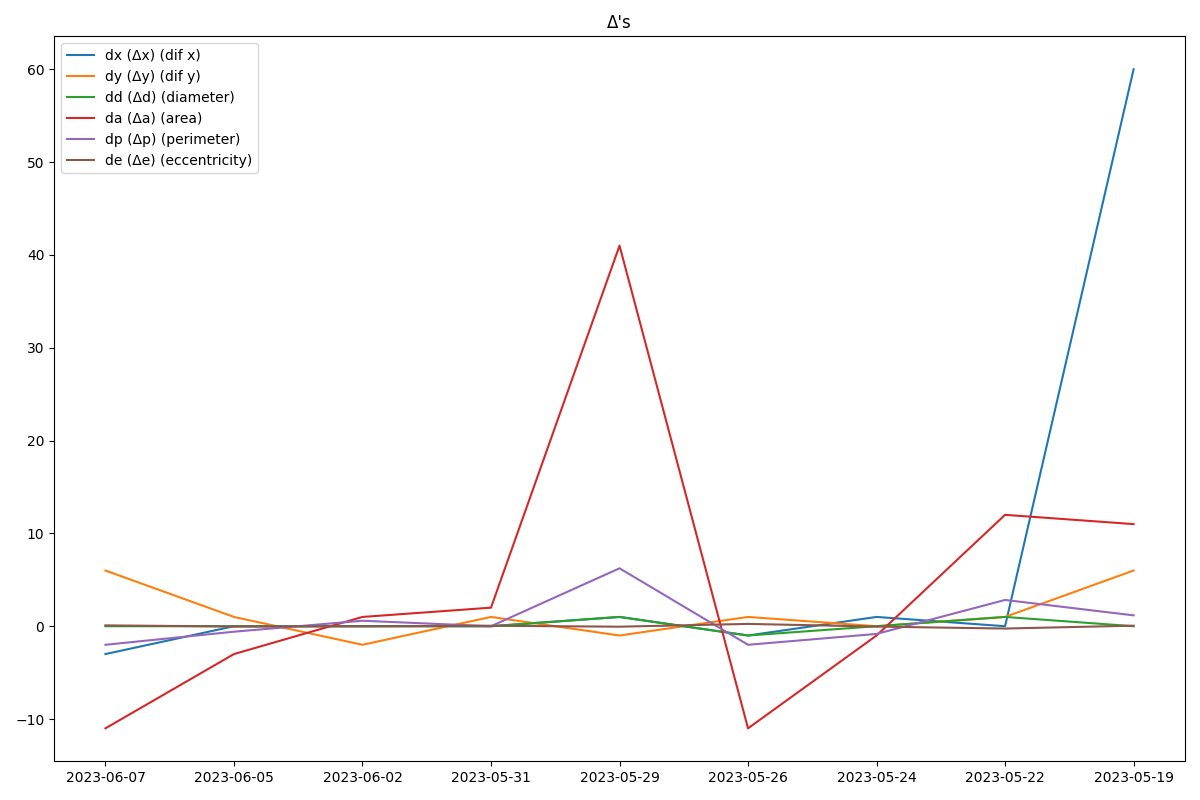 Δ's
dx (Δx) (dif x)
dy (Δy) (dif y)
dd (Δd) (diameter)
da (Δa) (area)
dp (Δp) (perimeter)
de (Δe) (eccentricity)
60
50
40
30
20
10
0
−10
2023-06-07 2023-06-05 2023-06-02 2023-05-31 2023-05-29 2023-05-26 2023-05-24 2023-05-22 2023-05-19